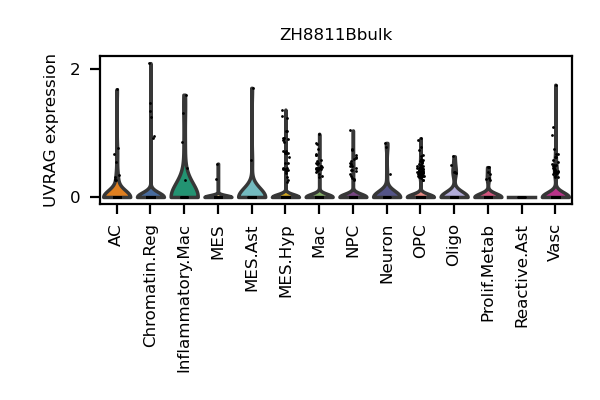 ZH8811Bbulk
UVRAG expression
2
0
AC
Chromatin.Reg
Inflammatory.Mac
MES
MES.Ast
MES.Hyp
Mac
NPC
Neuron
OPC
Oligo
Prolif.Metab
Reactive.Ast
Vasc